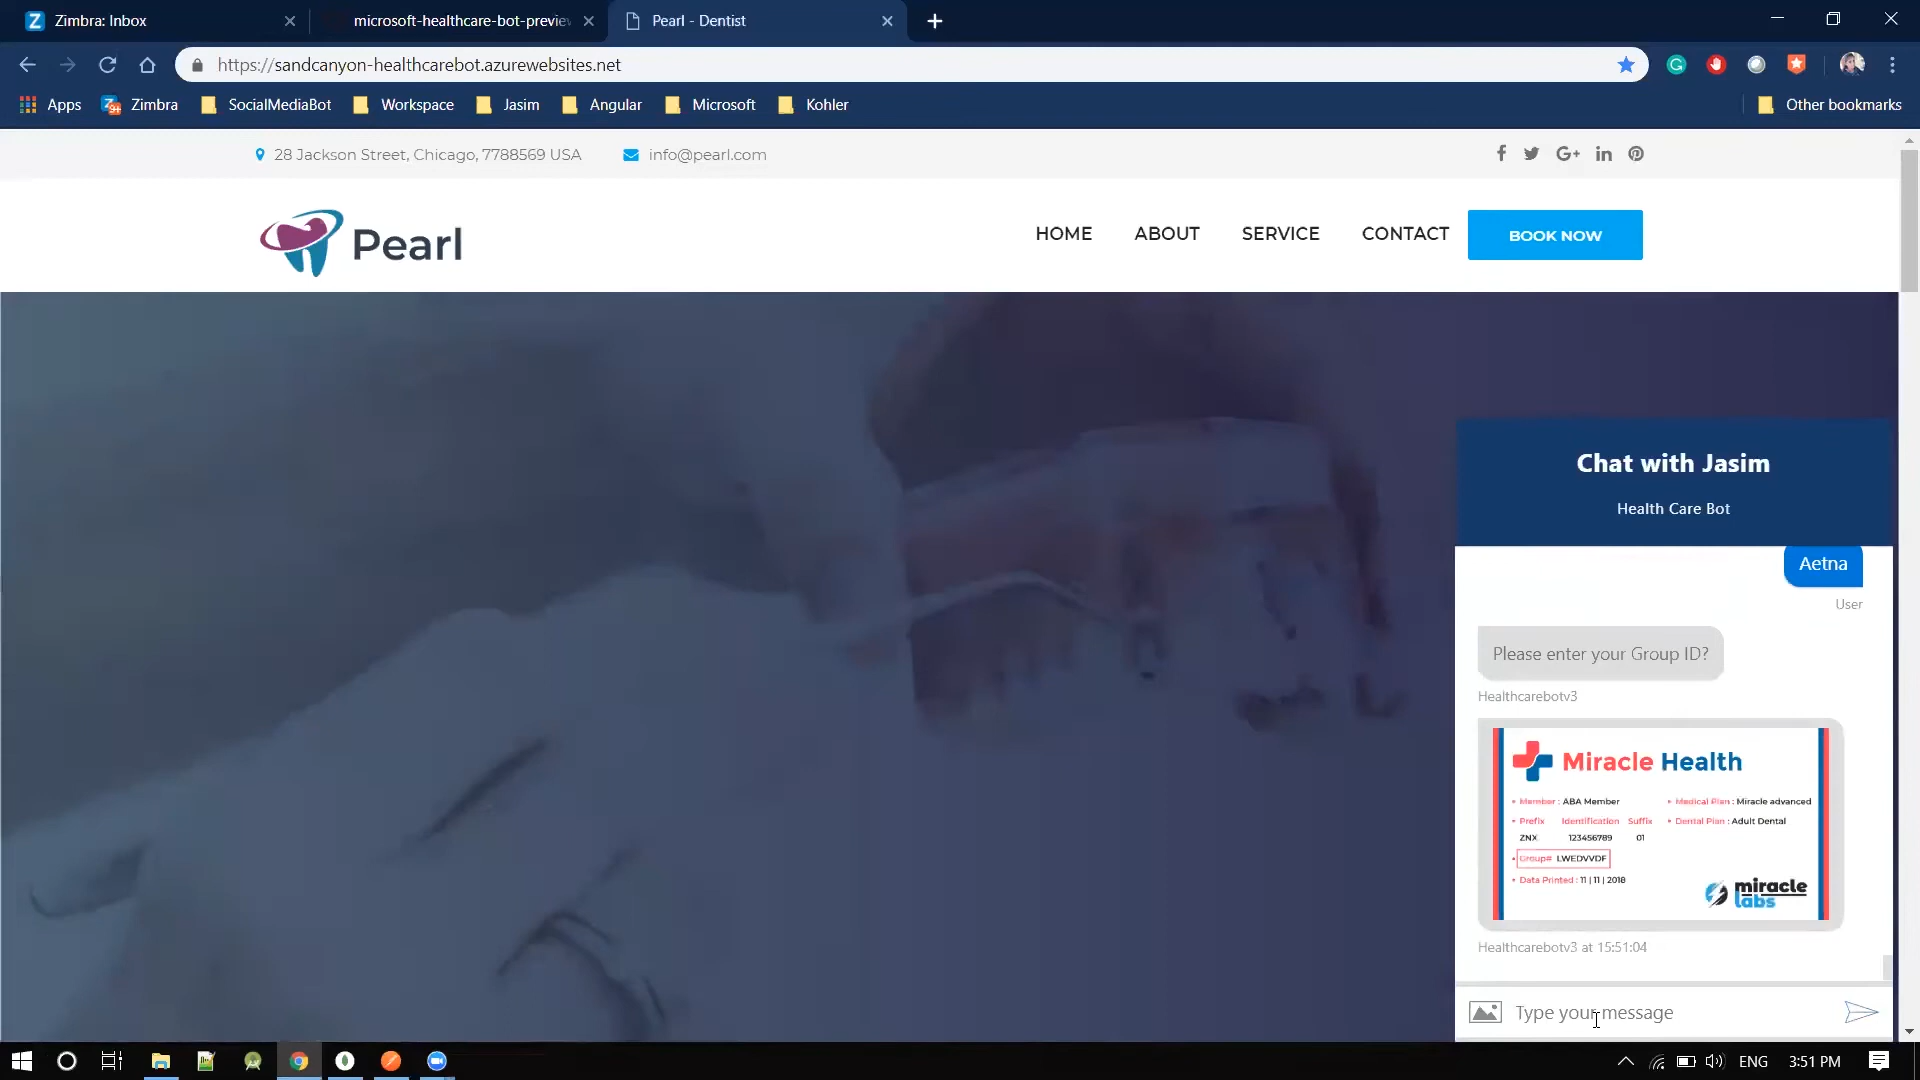 Zimbra: Inbox
microsoft-healthcare-bot-preview
Pearl - Dentist
https://sandcanyon-healthcarebot.azurewebsites.net
Apps
Zimbra
SocialMediaBot
Workspace
Jasim
Angular
Microsoft
Kohler
Other bookmarks
28 Jackson Street, Chicago, 7788569 USA
info@pearl.com
Pearl
HOME
ABOUT
SERVICE
CONTACT
BOOK NOW
Chat with Jasim
Health Care Bot
Aetna
User
Please enter your Group ID?
Healthcarebotv3
Miracle Health
Member : ABA Member
Medical Plan : Miracle advanced
Prefix Identification Suffix
Dental Plan : Adult Dental
ZNX 123456789 01
Group# LWEDVVDF
Data Printed : 11 | 11 | 2018
miracle
labs
Healthcarebotv3 at 15:51:04
Type your message
ENG
3:51 PM